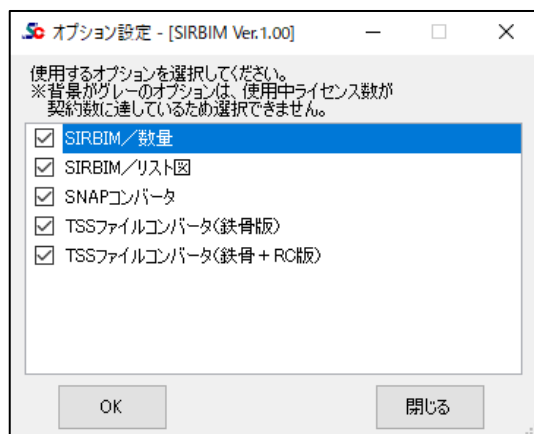 Sc オプション設定 - [SIRBIM Ver.1.00]
使用するオプションを選択してください。
※背景がグレーのオプションは、使用中ライセンス数が
契約数に達しているため選択できません。
SIRBIM／数量
SIRBIM／リスト図
SNAPコンバータ
TSSファイルコンバータ(鉄骨版)
TSSファイルコンバータ(鉄骨＋RC版)
OK
閉じる